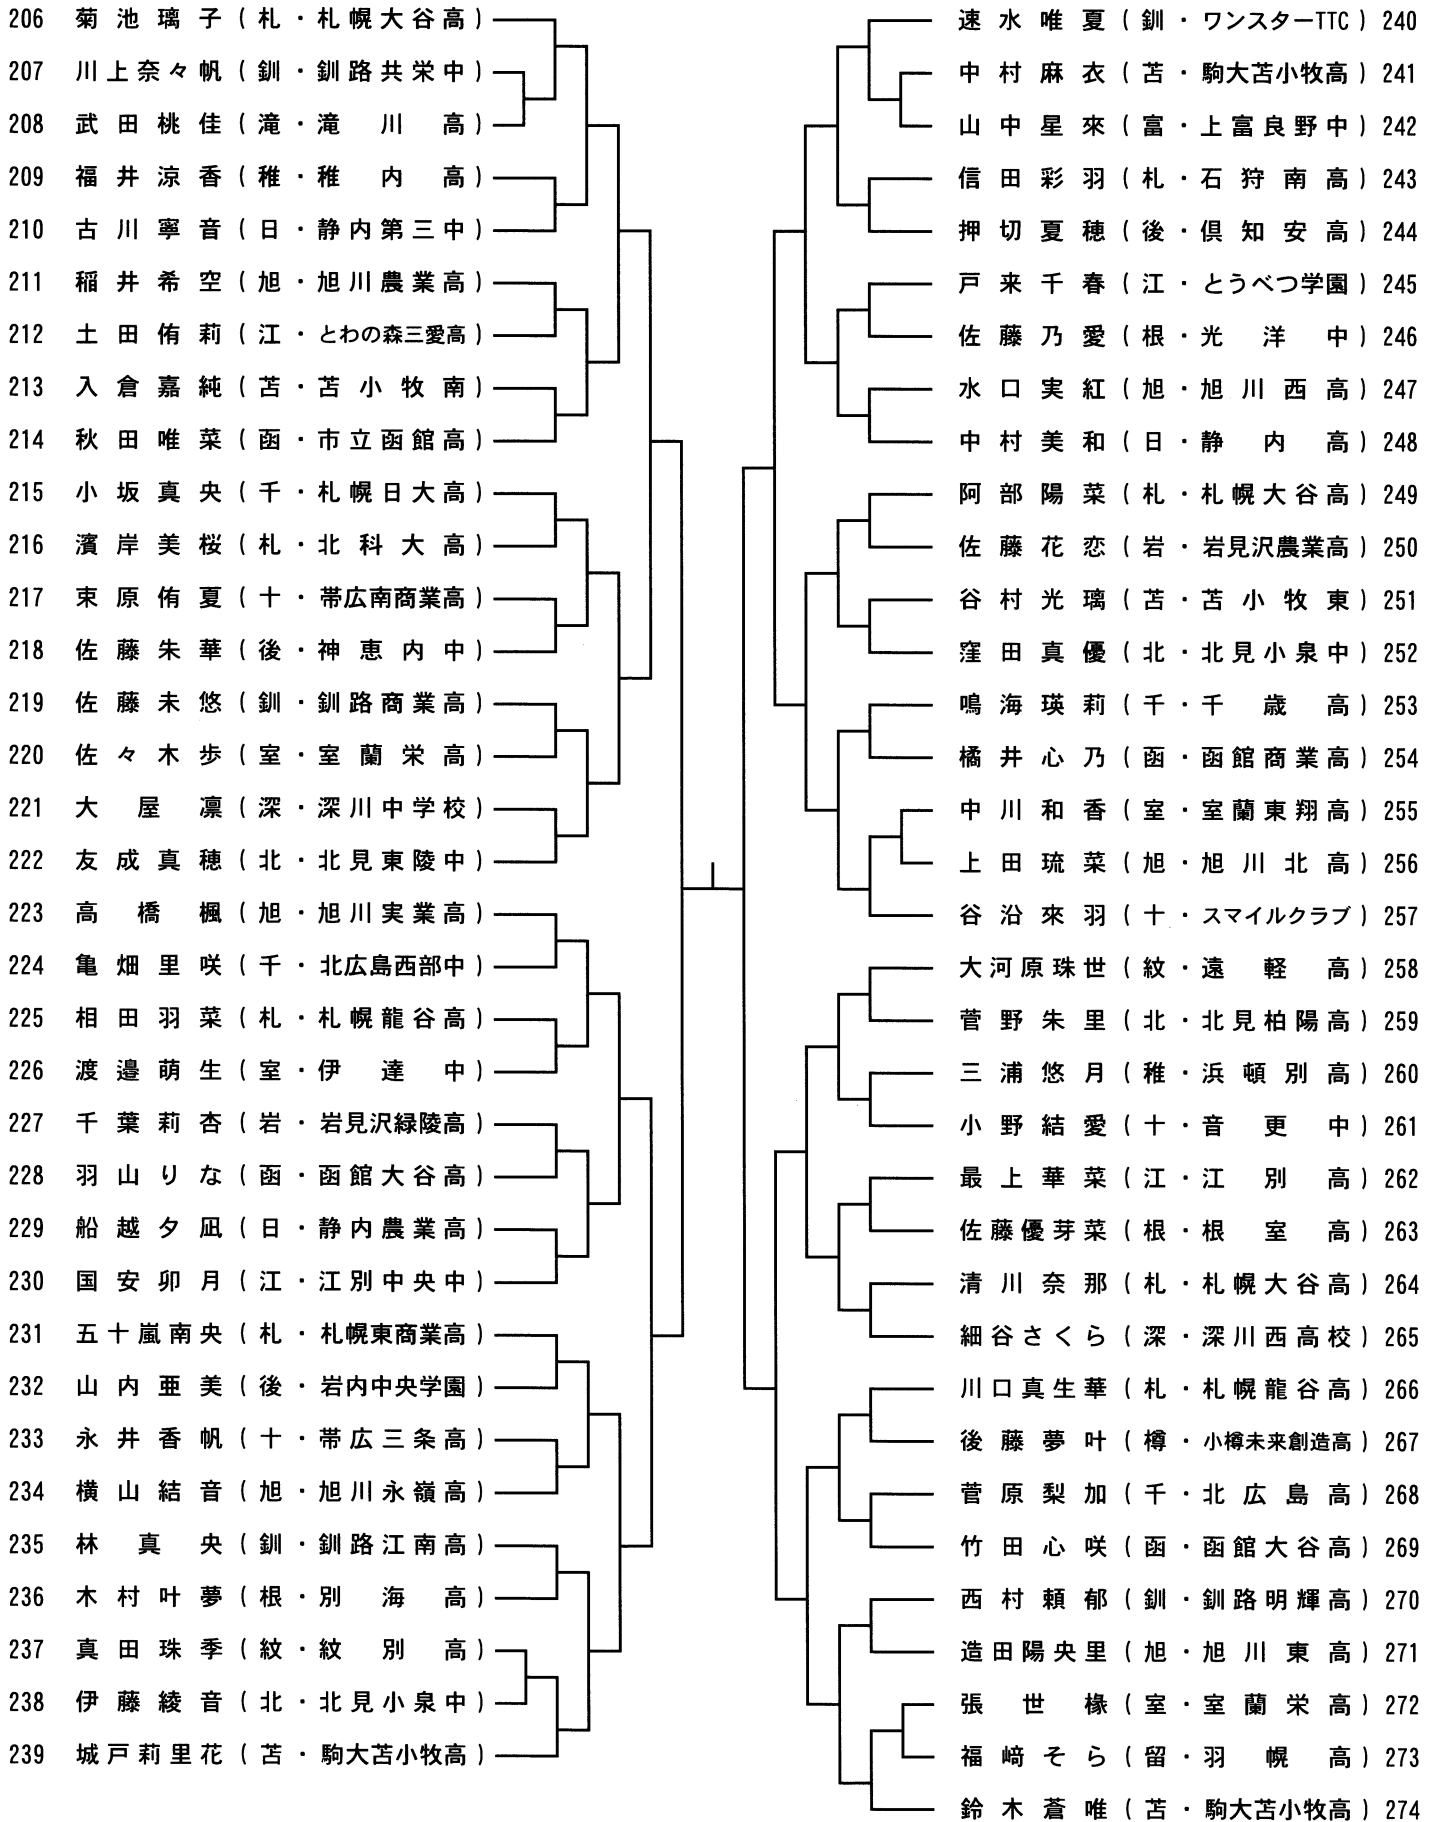 206 菊池璃子 (札・札幌大谷高)
207 川上奈々帆 (釧・釧路共栄中)
208 武田桃佳 (滝・滝川高)
209 福井涼香 (稚・稚内高)
210 古川寧音 (日・静内第三中)
211 稲井希空 (旭・旭川農業高)
212 土田侑莉 (江・とわの森三愛高)
213 入倉嘉純 (苫・苫小牧南)
214 秋田唯菜 (函・市立函館高)
215 小坂真央 (千・札幌日大高)
216 濱岸美桜 (札・北科大高)
217 束原侑夏 (十・帯広南商業高)
218 佐藤朱華 (後・神恵内中)
219 佐藤未悠 (釧・釧路商業高)
220 佐々木歩 (室・室蘭栄高)
221 大屋凛 (深・深川中学校)
222 友成真穂 (北・北見東陵中)
223 高橋楓 (旭・旭川実業高)
224 亀畑里咲 (千・北広島西部中)
225 相田羽菜 (札・札幌龍谷高)
226 渡邉萌生 (室・伊達中)
227 千葉莉杏 (岩・岩見沢緑陵高)
228 羽山りな (函・函館大谷高)
229 船越夕凪 (日・静内農業高)
230 国安卯月 (江・江別中央中)
231 五十嵐南央 (札・札幌東商業高)
232 山内亜美 (後・岩内中央学園)
233 永井香帆 (十・帯広三条高)
234 横山結音 (旭・旭川永嶺高)
235 林真央 (釧・釧路江南高)
236 木村叶夢 (根・別海高)
237 真田珠季 (紋・紋別高)
238 伊藤綾音 (北・北見小泉中)
239 城戸莉里花 (苫・駒大苫小牧高)
速水唯夏 (釧・ワンスターTTC) 240
中村麻衣 (苫・駒大苫小牧高) 241
山中星來 (富・上富良野中) 242
信田彩羽 (札・石狩南高) 243
押切夏穂 (後・倶知安高) 244
戸来千春 (江・とうべつ学園) 245
佐藤乃愛 (根・光洋中) 246
水口実紅 (旭・旭川西高) 247
中村美和 (日・静内高) 248
阿部陽菜 (札・札幌大谷高) 249
佐藤花恋 (岩・岩見沢農業高) 250
谷村光璃 (苫・苫小牧東) 251
窪田真優 (北・北見小泉中) 252
鳴海瑛莉 (千・千歳高) 253
橘井心乃 (函・函館商業高) 254
中川和香 (室・室蘭東翔高) 255
上田琉菜 (旭・旭川北高) 256
谷沿來羽 (十・スマイルクラブ) 257
大河原珠世 (紋・遠軽高) 258
菅野朱里 (北・北見柏陽高) 259
三浦悠月 (稚・浜頓別高) 260
小野結愛 (十・音更中) 261
最上華菜 (江・江別高) 262
佐藤優芽菜 (根・根室高) 263
清川奈那 (札・札幌大谷高) 264
細谷さくら (深・深川西高校) 265
川口真生華 (札・札幌龍谷高) 266
後藤夢叶 (樽・小樽未来創造高) 267
菅原梨加 (千・北広島高) 268
竹田心咲 (函・函館大谷高) 269
西村頼郁 (釧・釧路明輝高) 270
造田陽央里 (旭・旭川東高) 271
張世椽 (室・室蘭栄高) 272
福﨑そら (留・羽幌高) 273
鈴木蒼唯 (苫・駒大苫小牧高) 274